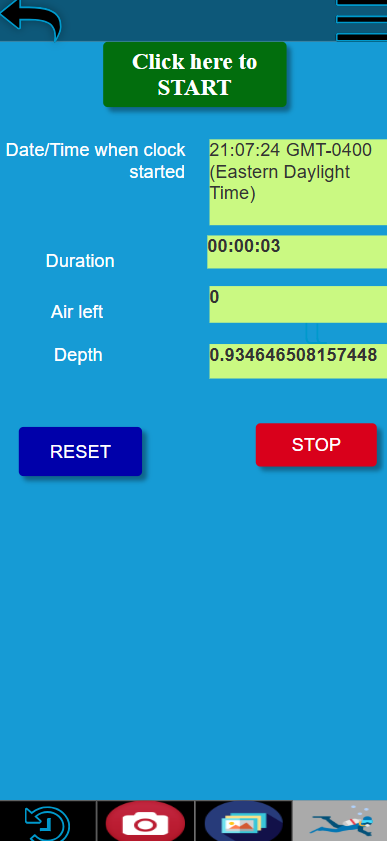 Click here to
START
Date/Time when clock
started
21:07:24 GMT-0400
(Eastern Daylight
Time)
Duration
00:00:03
Air left
0
Depth
0.934646508157448
RESET
STOP